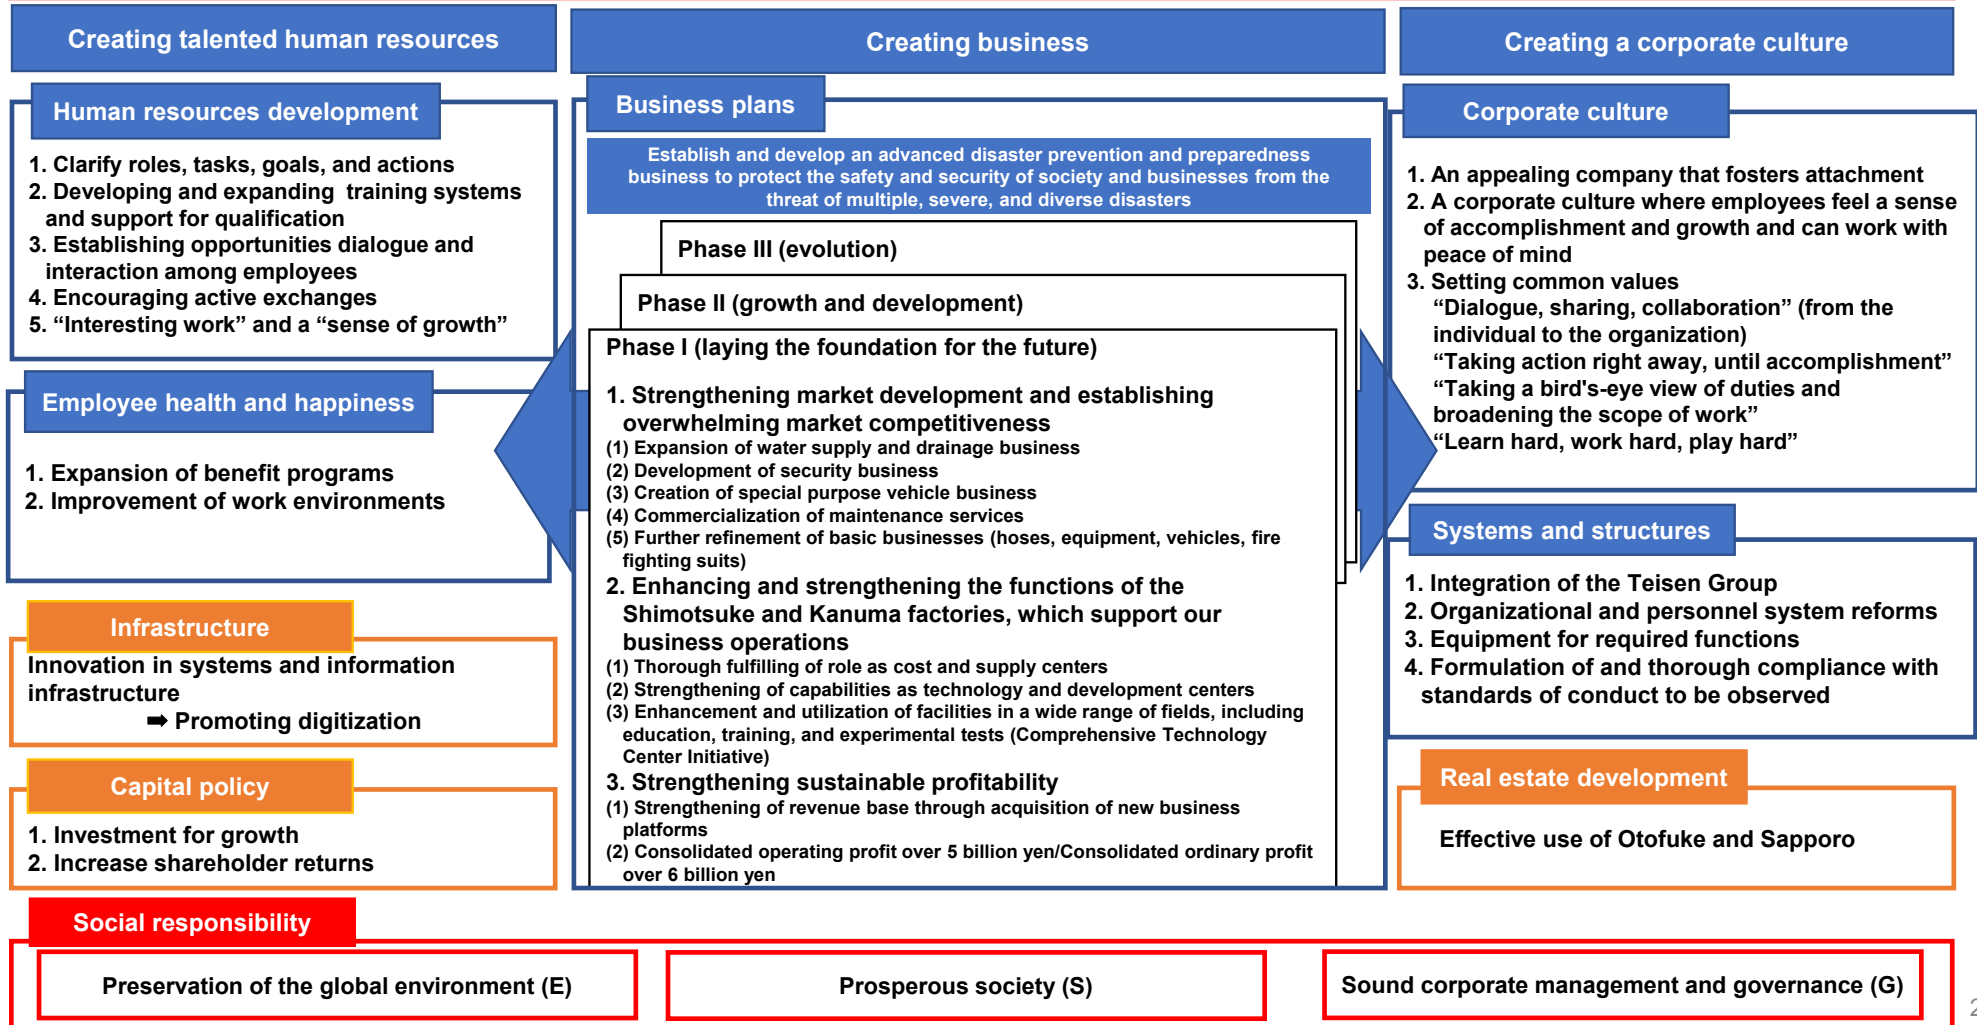 Creating talented human resources
Creating business
Creating a corporate culture
Human resources development
1. Clarify roles, tasks, goals, and actions
2. Developing and expanding training systems
and support for qualification
3. Establishing opportunities dialogue and
interaction among employees
4. Encouraging active exchanges
5. “Interesting work” and a “sense of growth”
Employee health and happiness
1. Expansion of benefit programs
2. Improvement of work environments
Infrastructure
Innovation in systems and information
infrastructure
➡ Promoting digitization
Capital policy
1. Investment for growth
2. Increase shareholder returns
Business plans
Establish and develop an advanced disaster prevention and preparedness
business to protect the safety and security of society and businesses from the
threat of multiple, severe, and diverse disasters
Phase III (evolution)
Phase II (growth and development)
Phase I (laying the foundation for the future)
1. Strengthening market development and establishing
overwhelming market competitiveness
(1) Expansion of water supply and drainage business
(2) Development of security business
(3) Creation of special purpose vehicle business
(4) Commercialization of maintenance services
(5) Further refinement of basic businesses (hoses, equipment, vehicles, fire
fighting suits)
2. Enhancing and strengthening the functions of the
Shimotsuke and Kanuma factories, which support our
business operations
(1) Thorough fulfilling of role as cost and supply centers
(2) Strengthening of capabilities as technology and development centers
(3) Enhancement and utilization of facilities in a wide range of fields, including
education, training, and experimental tests (Comprehensive Technology
Center Initiative)
3. Strengthening sustainable profitability
(1) Strengthening of revenue base through acquisition of new business
platforms
(2) Consolidated operating profit over 5 billion yen/Consolidated ordinary profit
over 6 billion yen
Corporate culture
1. An appealing company that fosters attachment
2. A corporate culture where employees feel a sense
of accomplishment and growth and can work with
peace of mind
3. Setting common values
“Dialogue, sharing, collaboration” (from the
individual to the organization)
“Taking action right away, until accomplishment”
“Taking a bird's-eye view of duties and
broadening the scope of work”
“Learn hard, work hard, play hard”
Systems and structures
1. Integration of the Teisen Group
2. Organizational and personnel system reforms
3. Equipment for required functions
4. Formulation of and thorough compliance with
standards of conduct to be observed
Real estate development
Effective use of Otofuke and Sapporo
Social responsibility
Preservation of the global environment (E)
Prosperous society (S)
Sound corporate management and governance (G)